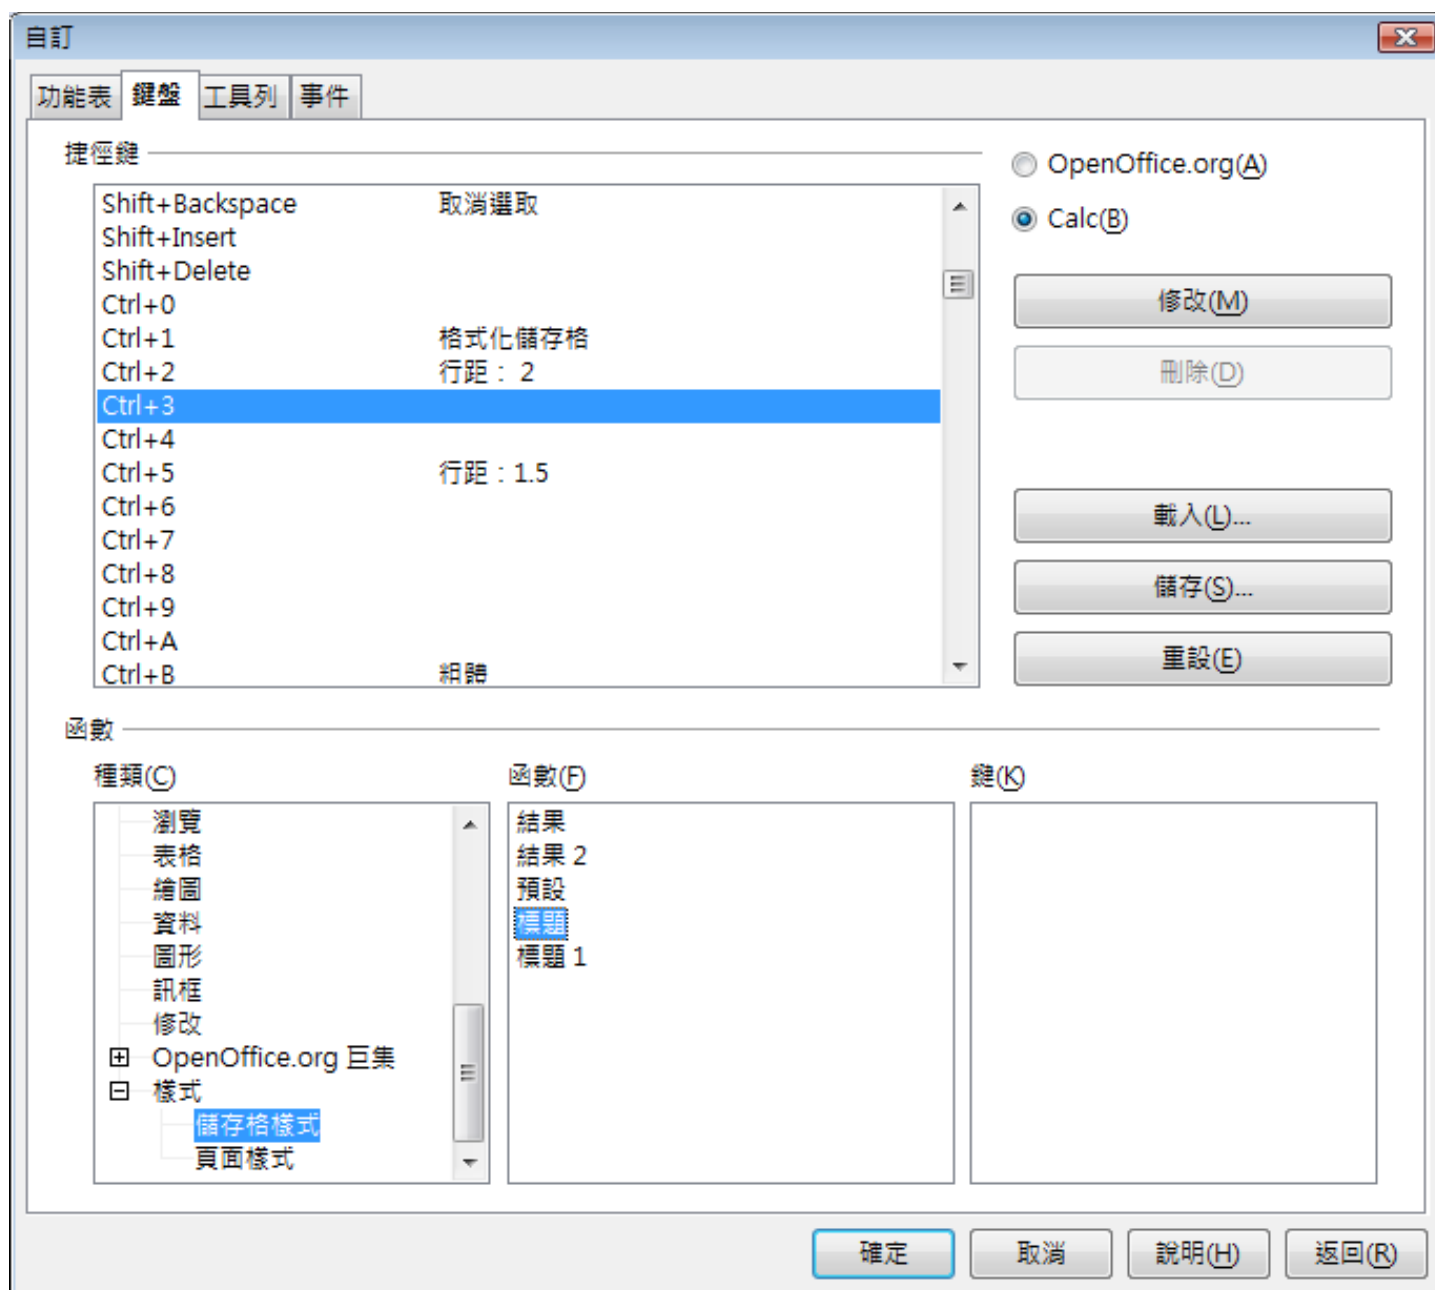 自訂
功能表 鍵盤 工具列 事件
捷徑鍵
OpenOffice.org(A)
Calc(B)
Shift+Backspace 取消選取
Shift+Insert
Shift+Delete
Ctrl+0
Ctrl+1 格式化儲存格
Ctrl+2 行距： 2
Ctrl+3
Ctrl+4
Ctrl+5 行距：1.5
Ctrl+6
Ctrl+7
Ctrl+8
Ctrl+9
Ctrl+A
Ctrl+B 粗體
修改(M)
刪除(D)
載入(L)...
儲存(S)...
重設(E)
函數
種類(C)
瀏覽
表格
繪圖
資料
圖形
訊框
修改
OpenOffice.org 巨集
樣式
儲存格樣式
頁面樣式
函數(F)
結果
結果 2
預設
標題
標題 1
鍵(K)
確定 取消 說明(H) 返回(R)